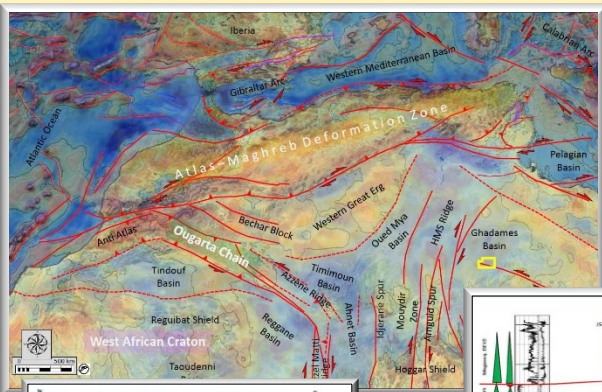 Iberia
Calabrian Arc
Western Mediterranean Basin
Gibraltar Arc
Atlantic Ocean
Atlas-Maghreb Deformation Zone
Pelagian
Basin
Western Great Erg
Bechar Block
Anti Atlas
Ougarta Chain
Oued Mya
Basin
HMS Ridge
Ghadames
Basin
Tindouf
Basin
Timimoun
Basin
Azzene Ridge
Ahnet Basin
Idjerane Spur
Mouydir
Zone
Amguid Spur
Reguibat Shield
Reggane
Basin
West African Craton
Azzel Matti
Ridge
Hoggar Shield
Taoudenni
500 km